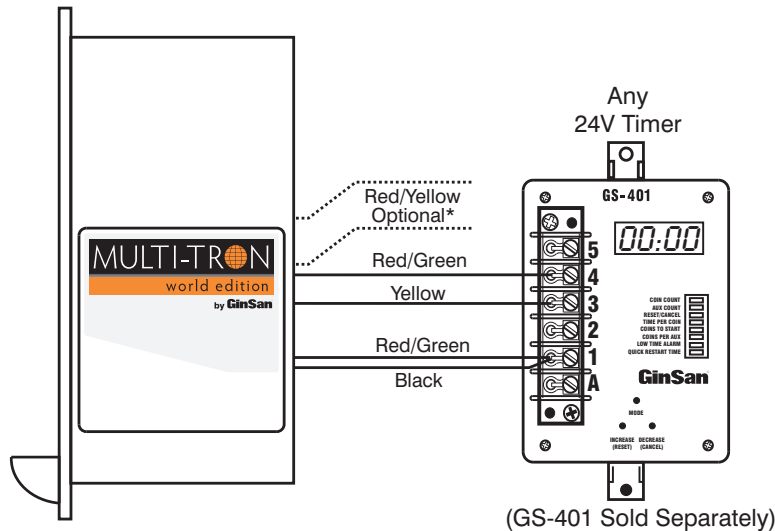 Any
24V Timer
Red/Yellow
Optional*
MULTI-TRON
world edition
by GinSan
Red/Green
Yellow
Red/Green
Black
GS-401
00:00
5
4
3
2
1
A
COIN COUNT
AUX COUNT
RESET/CANCEL
TIME PER COIN
COINS TO START
COINS PER AUX
LOW TIME ALARM
QUICK RESTART TIME
GinSan
MODE
INCREASE DECREASE
(RESET) (CANCEL)
(GS-401 Sold Separately)